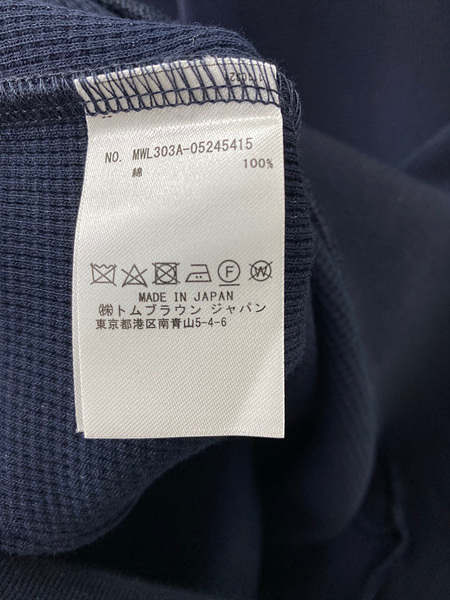 NO. MWL303A-05245415
綿 100%
F W
MADE IN JAPAN
㈱トムブラウン ジャパン
東京都港区南青山5-4-6